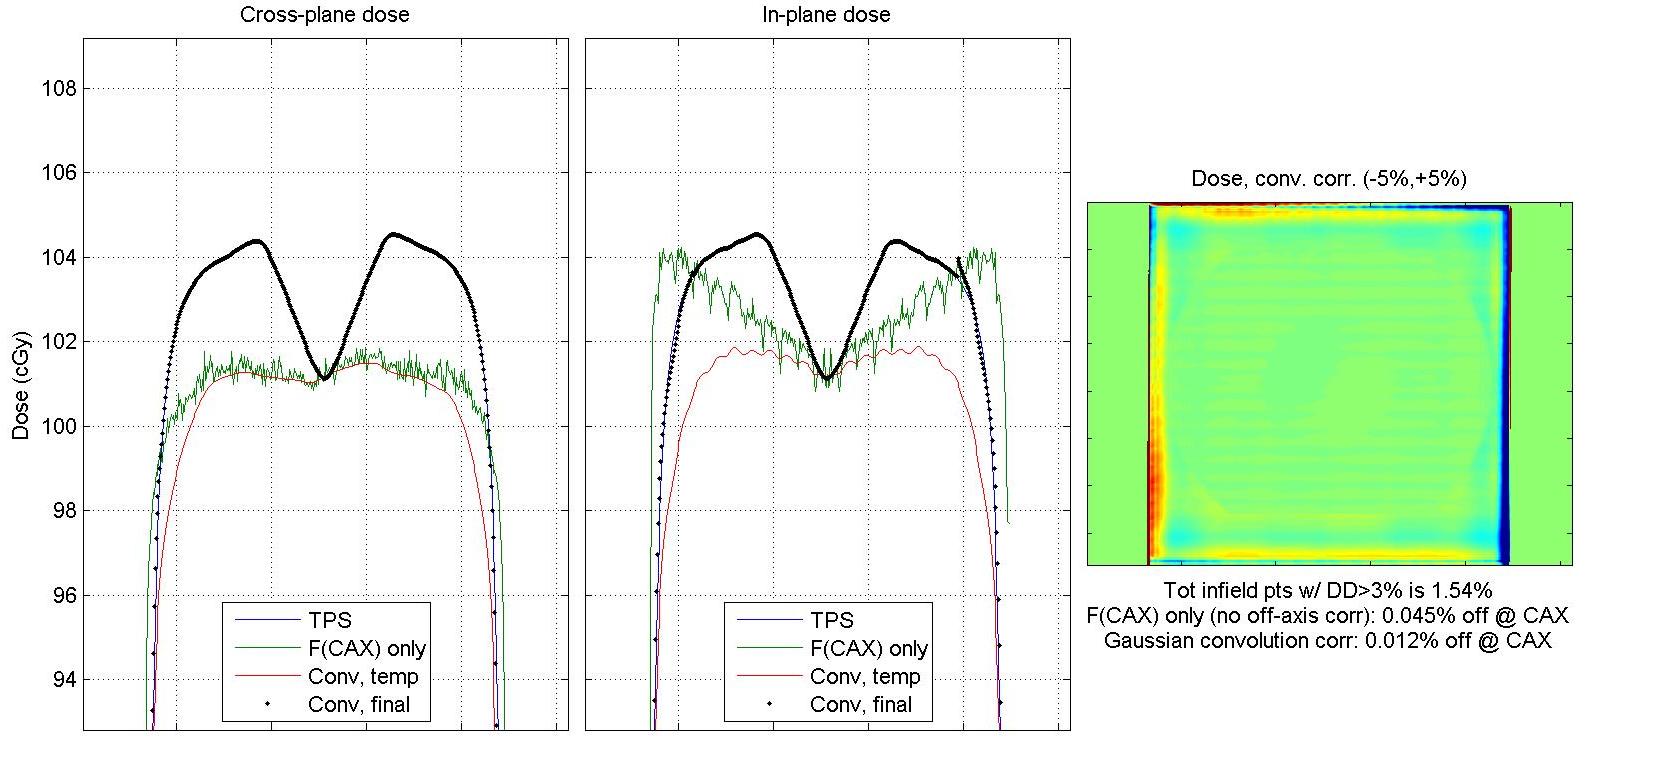 Cross-plane dose
In-plane dose
108
106
104
102
100
98
96
94
Dose (cGy)
TPS
F(CAX) only
Conv, temp
Conv, final
TPS
F(CAX) only
Conv, temp
Conv, final
Dose, conv. corr. (-5%,+5%)
Tot infield pts w/ DD>3% is 1.54%
F(CAX) only (no off-axis corr): 0.045% off @ CAX
Gaussian convolution corr: 0.012% off @ CAX